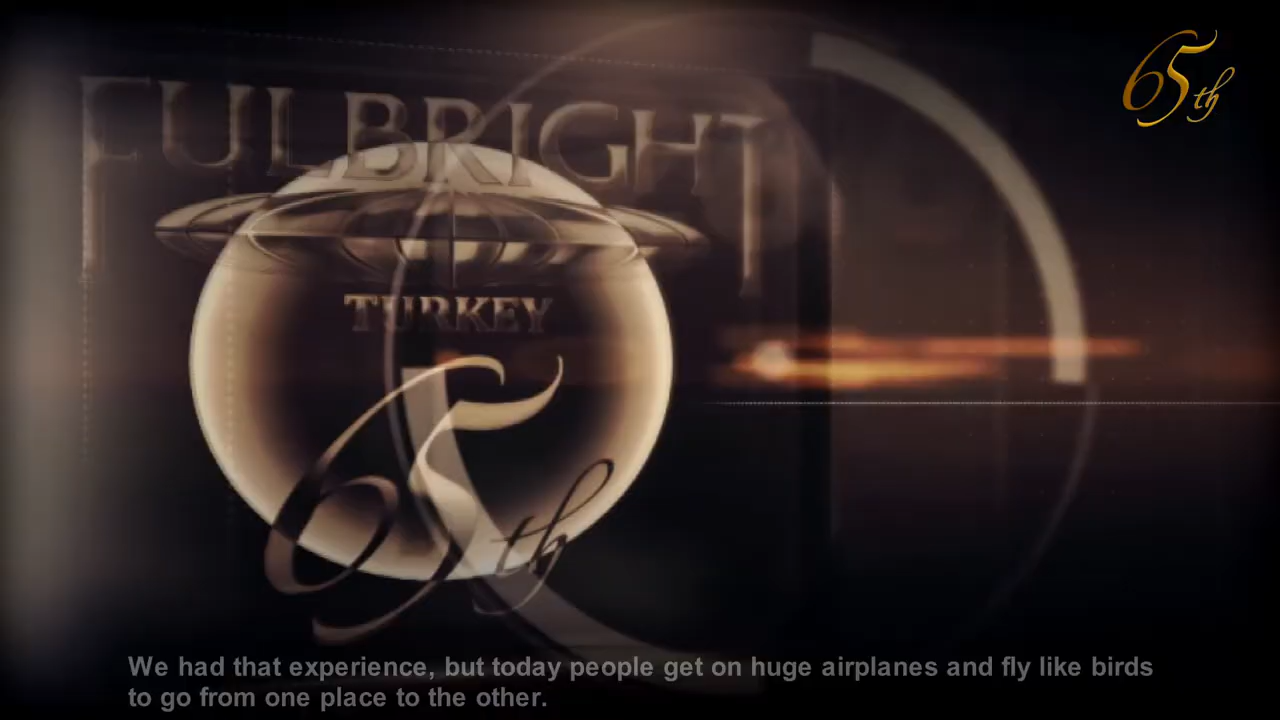 65th
FULBRIGHT
TURKEY
65th
We had that experience, but today people get on huge airplanes and fly like birds
to go from one place to the other.